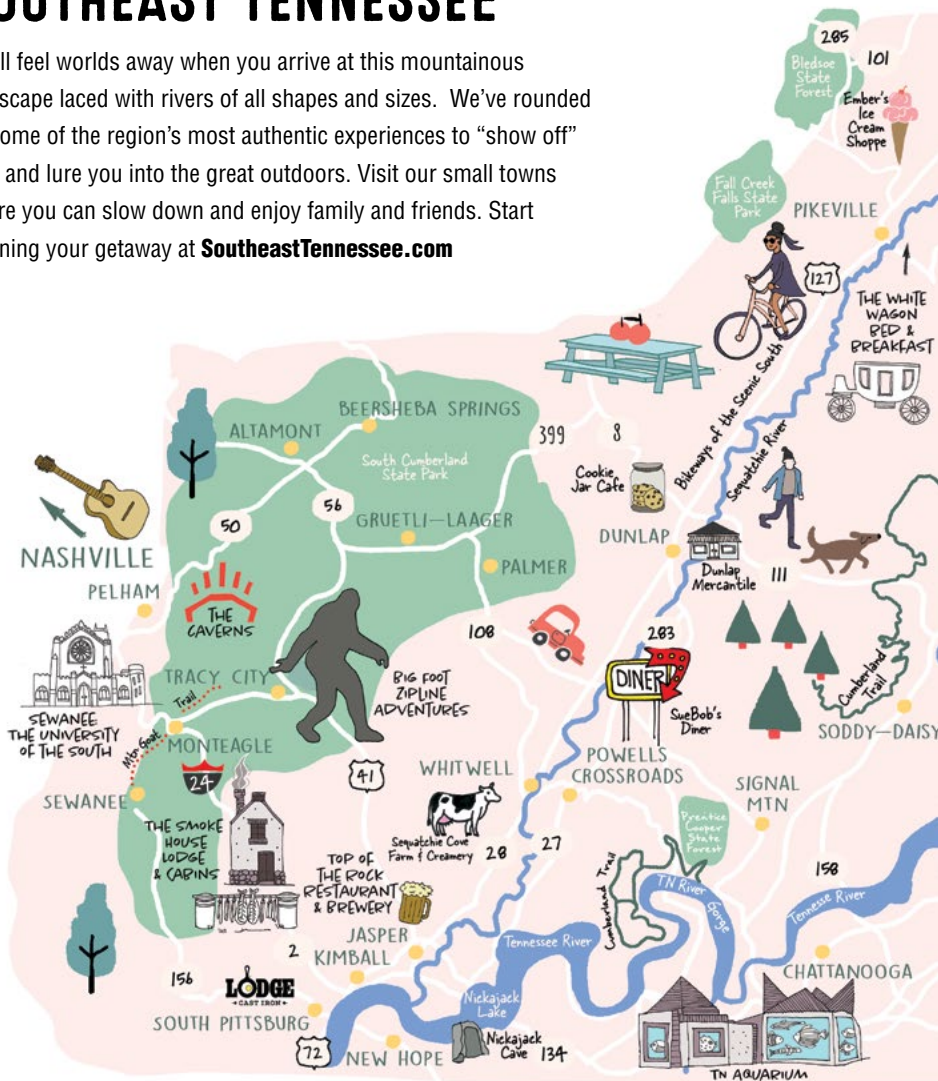 SOUTHEAST TENNESSEE
ll feel worlds away when you arrive at this mountainous
scape laced with rivers of all shapes and sizes. We’ve rounded
ome of the region’s most authentic experiences to “show off”
and lure you into the great outdoors. Visit our small towns
re you can slow down and enjoy family and friends. Start
ning your getaway at SoutheastTennessee.com
285
101
Bledsoe
State
Forest
Ember's
Ice
Cream
Shoppe
Fall Creek
Falls State
Park
PIKEVILLE
127
THE WHITE
WAGON
BED &
BREAKFAST
Bikeways of the Scenic South
Sequatchie River
BEERSHEBA SPRINGS
ALTAMONT
South Cumberland
State Park
399
8
Cookie
Jar Cafe
56
50
GRUETLI—LAAGER
DUNLAP
NASHVILLE
PALMER
Dunlap
Mercantile
111
PELHAM
THE
CAVERNS
108
283
DINER
SueBob's
Diner
Cumberland
Trail
SODDY—DAISY
TRACY CITY
BIG FOOT
ZIPLINE
ADVENTURES
SEWANEE
THE UNIVERSITY
OF THE SOUTH
Mtn Goat Trail
MONTEAGLE
24
41
WHITWELL
POWELLS
CROSSROADS
SIGNAL
MTN
SEWANEE
THE SMOKE
HOUSE
LODGE
& CABINS
Sequatchie Cove
Farm & Creamery
28
27
Prentice
Cooper
State
Forest
TOP OF
THE ROCK
RESTAURANT
& BREWERY
Cumberland Trail
TN River Gorge
158
Tennesse River
Tennessee River
JASPER
KIMBALL
2
156
LODGE
CAST IRON
CHATTANOOGA
SOUTH PITTSBURG
Nickajack
Lake
72
NEW HOPE
Nickajack
Cave
134
TN AQUARIUM